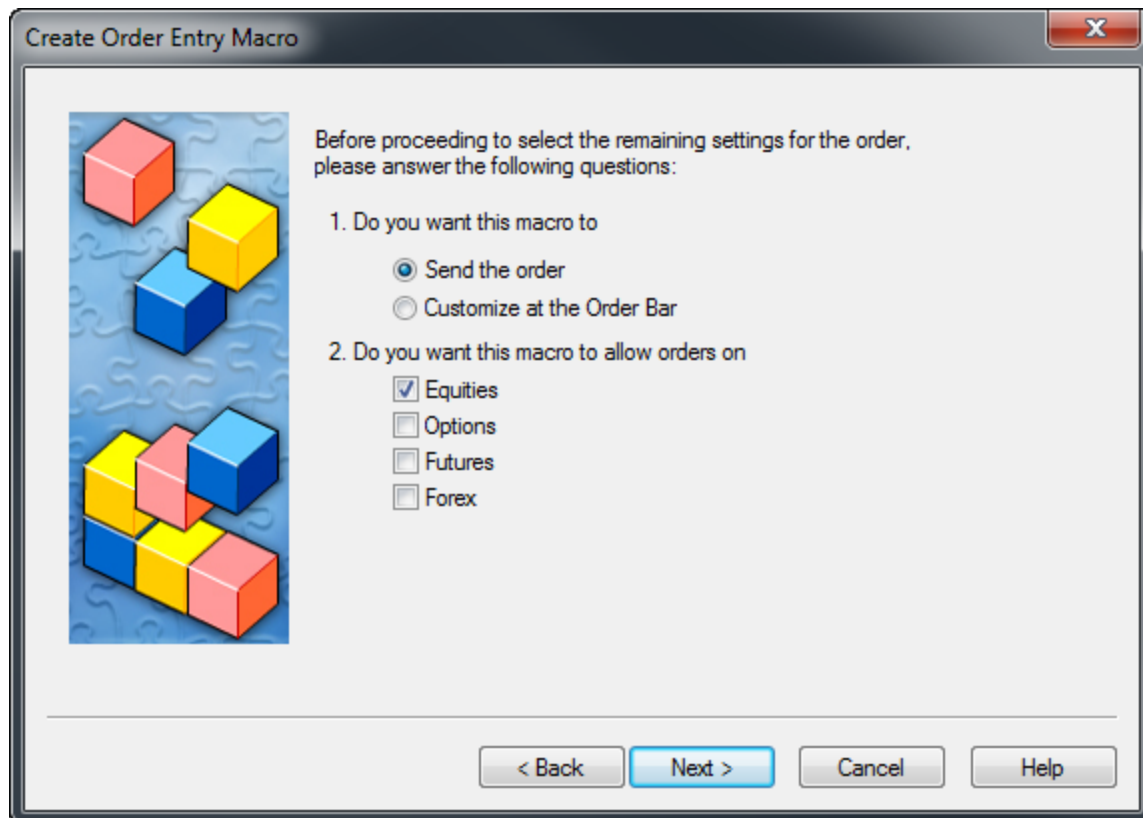 Create Order Entry Macro
Before proceeding to select the remaining settings for the order,
please answer the following questions:
1. Do you want this macro to
Send the order
Customize at the Order Bar
2. Do you want this macro to allow orders on
Equities
Options
Futures
Forex
< Back Next > Cancel Help